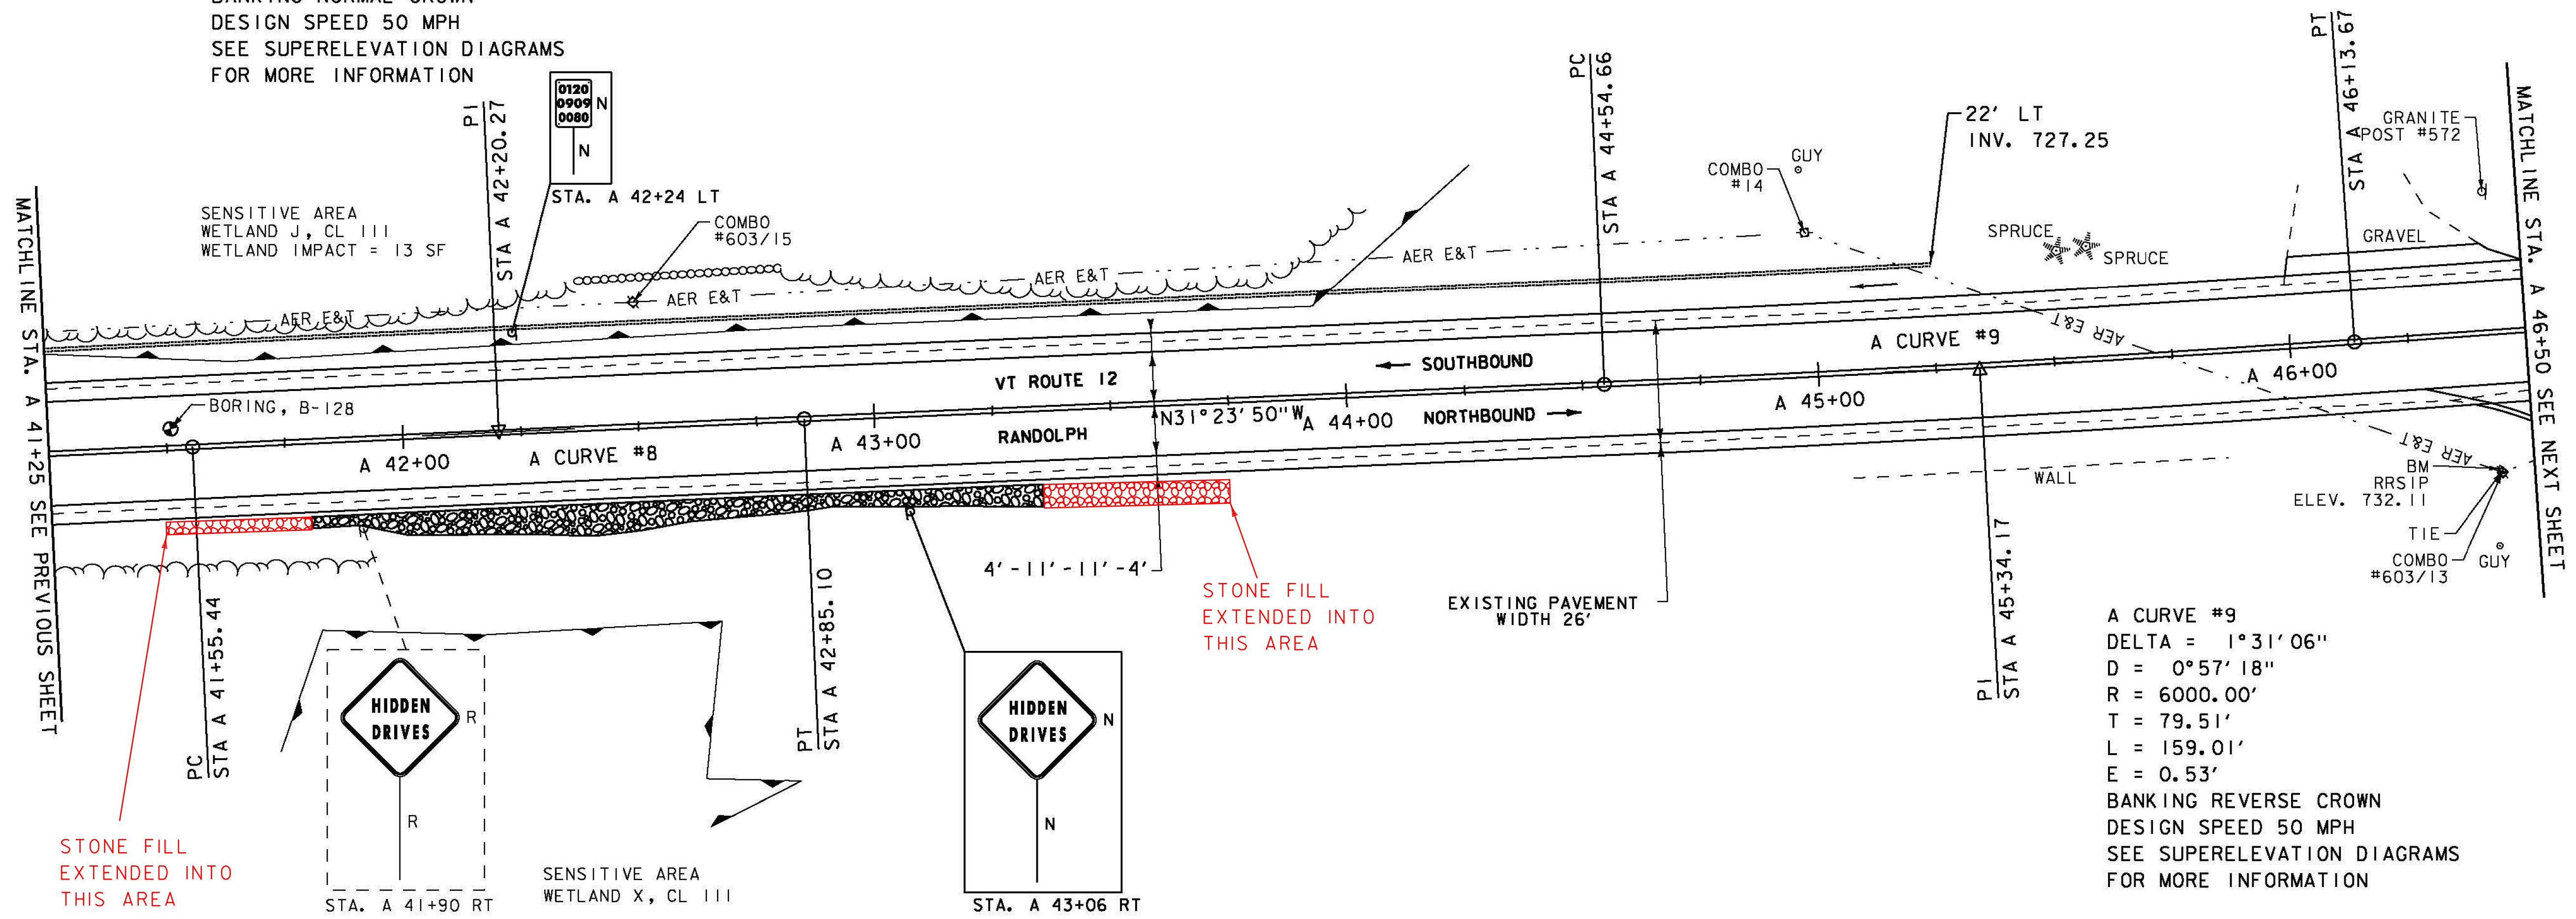 BANKING NORMAL CROWN
DESIGN SPEED 50 MPH
SEE SUPERELEVATION DIAGRAMS
FOR MORE INFORMATION
0120
0909
0080
N
N
STA. A 42+24 LT
PI
STA A 42+20.27
SENSITIVE AREA
WETLAND J, CL III
WETLAND IMPACT = 13 SF
COMBO
#603/15
AER E&T
AER E&T
AER E&T
AER E&T
PC
STA A 44+54.66
COMBO
#14
GUY
22' LT
INV. 727.25
SPRUCE
SPRUCE
PT
STA A 46+13.67
GRANITE
POST #572
GRAVEL
MATCHLINE STA. A 41+25 SEE PREVIOUS SHEET
MATCHLINE STA. A 46+50 SEE NEXT SHEET
BORING, B-128
VT ROUTE 12
SOUTHBOUND
A CURVE #9
AER E&T
A 42+00
A CURVE #8
A 43+00
RANDOLPH
N31°23'50"W
A 44+00
NORTHBOUND
A 45+00
A 46+00
AER E&T
WALL
BM
RRSIP
ELEV. 732.11
TIE
COMBO
#603/13
GUY
4'-11'-11'-4'
EXISTING PAVEMENT
WIDTH 26'
STONE FILL
EXTENDED INTO
THIS AREA
PC
STA A 41+55.44
PT
STA A 42+85.10
PI
STA A 45+34.17
HIDDEN
DRIVES
R
R
STA. A 41+90 RT
HIDDEN
DRIVES
N
N
STA. A 43+06 RT
STONE FILL
EXTENDED INTO
THIS AREA
SENSITIVE AREA
WETLAND X, CL III
A CURVE #9
DELTA = 1°31'06"
D = 0°57'18"
R = 6000.00'
T = 79.51'
L = 159.01'
E = 0.53'
BANKING REVERSE CROWN
DESIGN SPEED 50 MPH
SEE SUPERELEVATION DIAGRAMS
FOR MORE INFORMATION